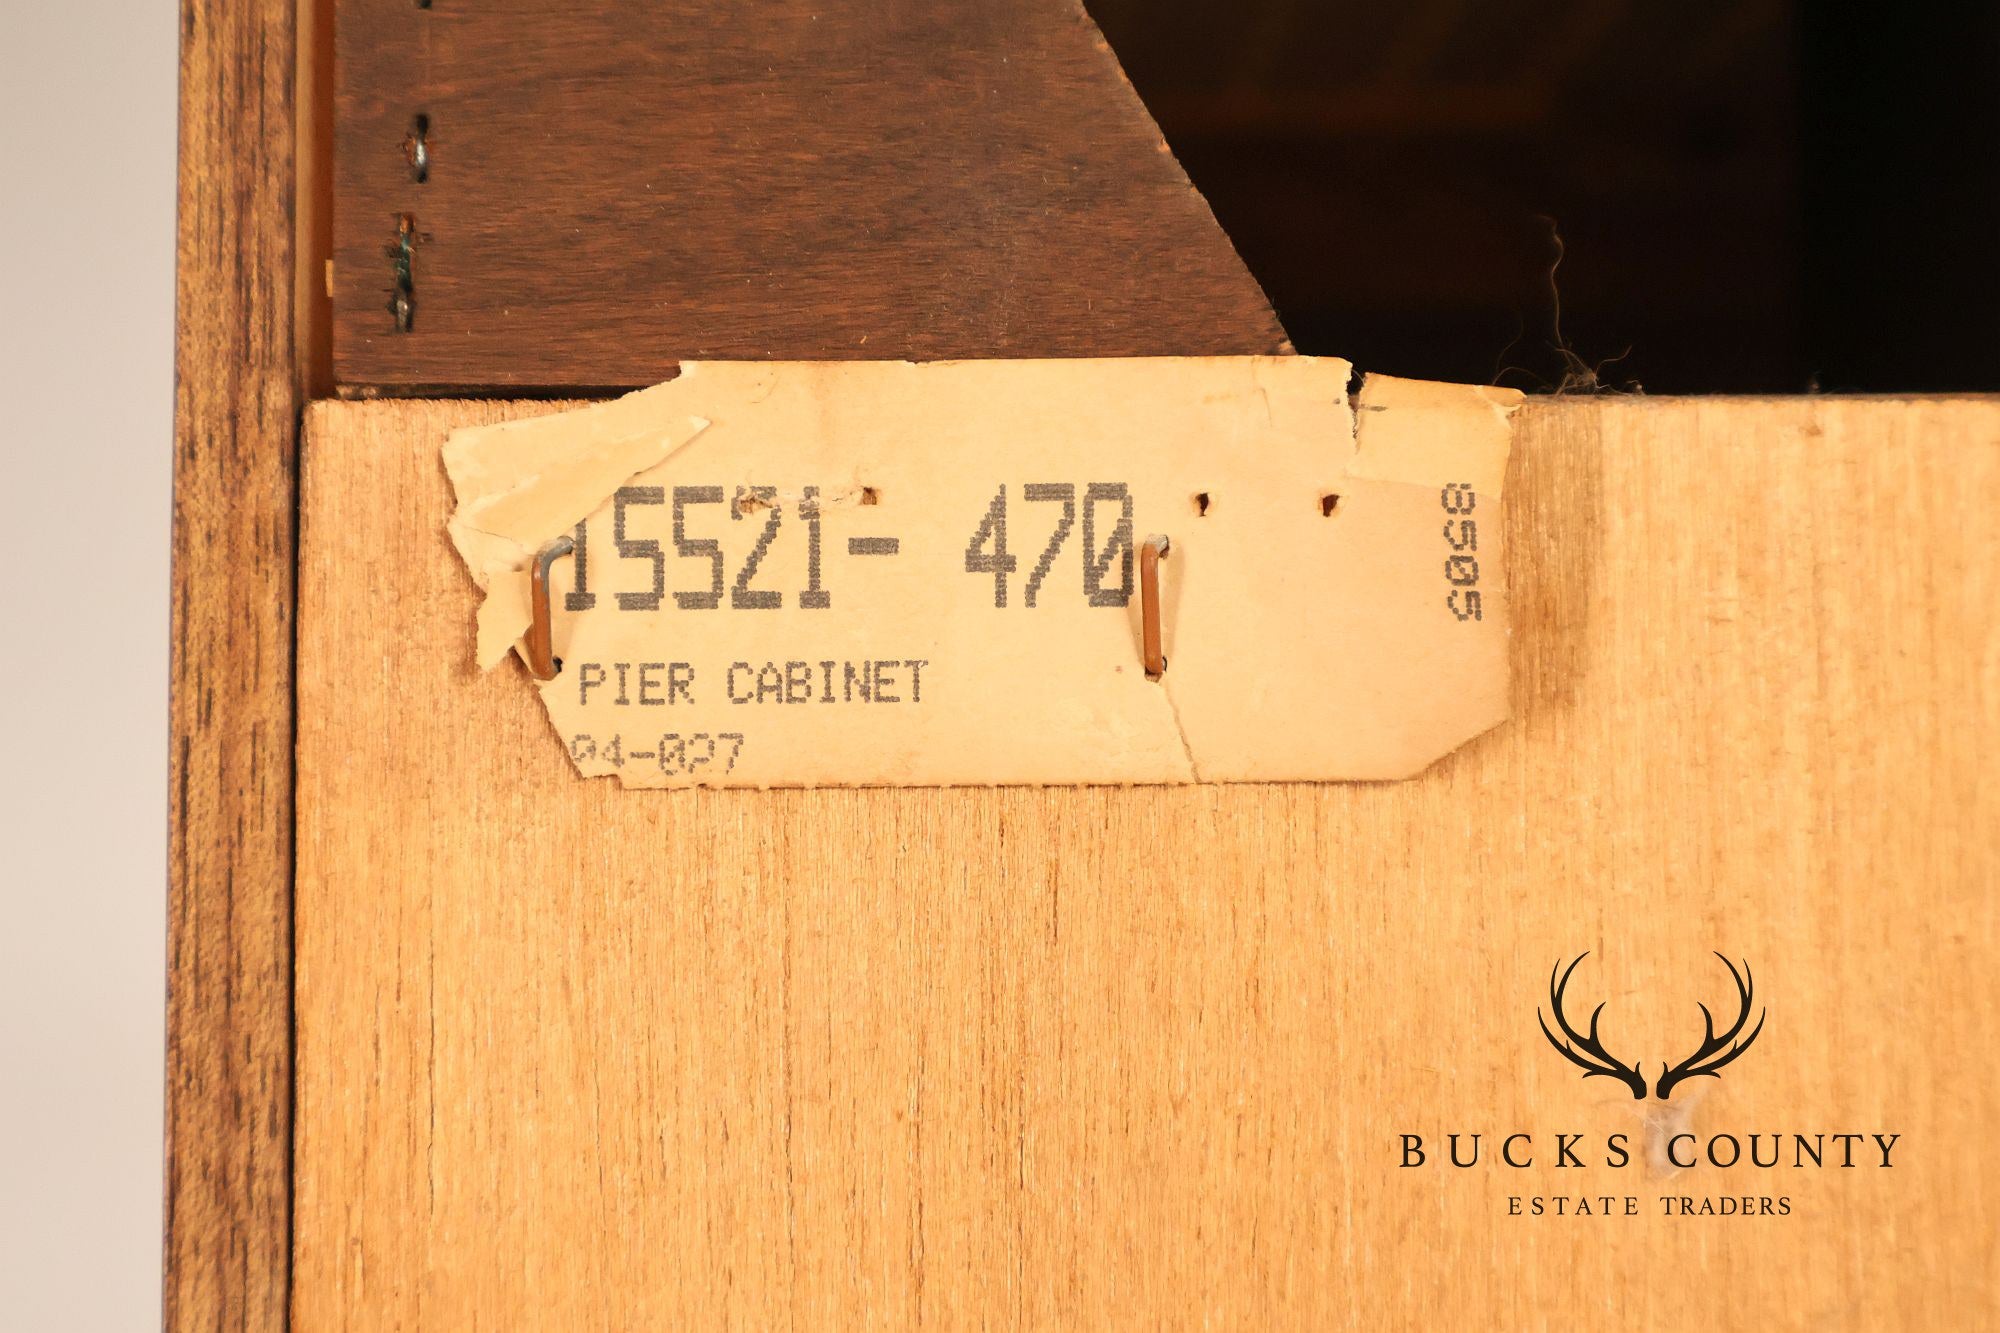 15521- 470
8505
PIER CABINET
04-027
BUCKS COUNTY
ESTATE TRADERS